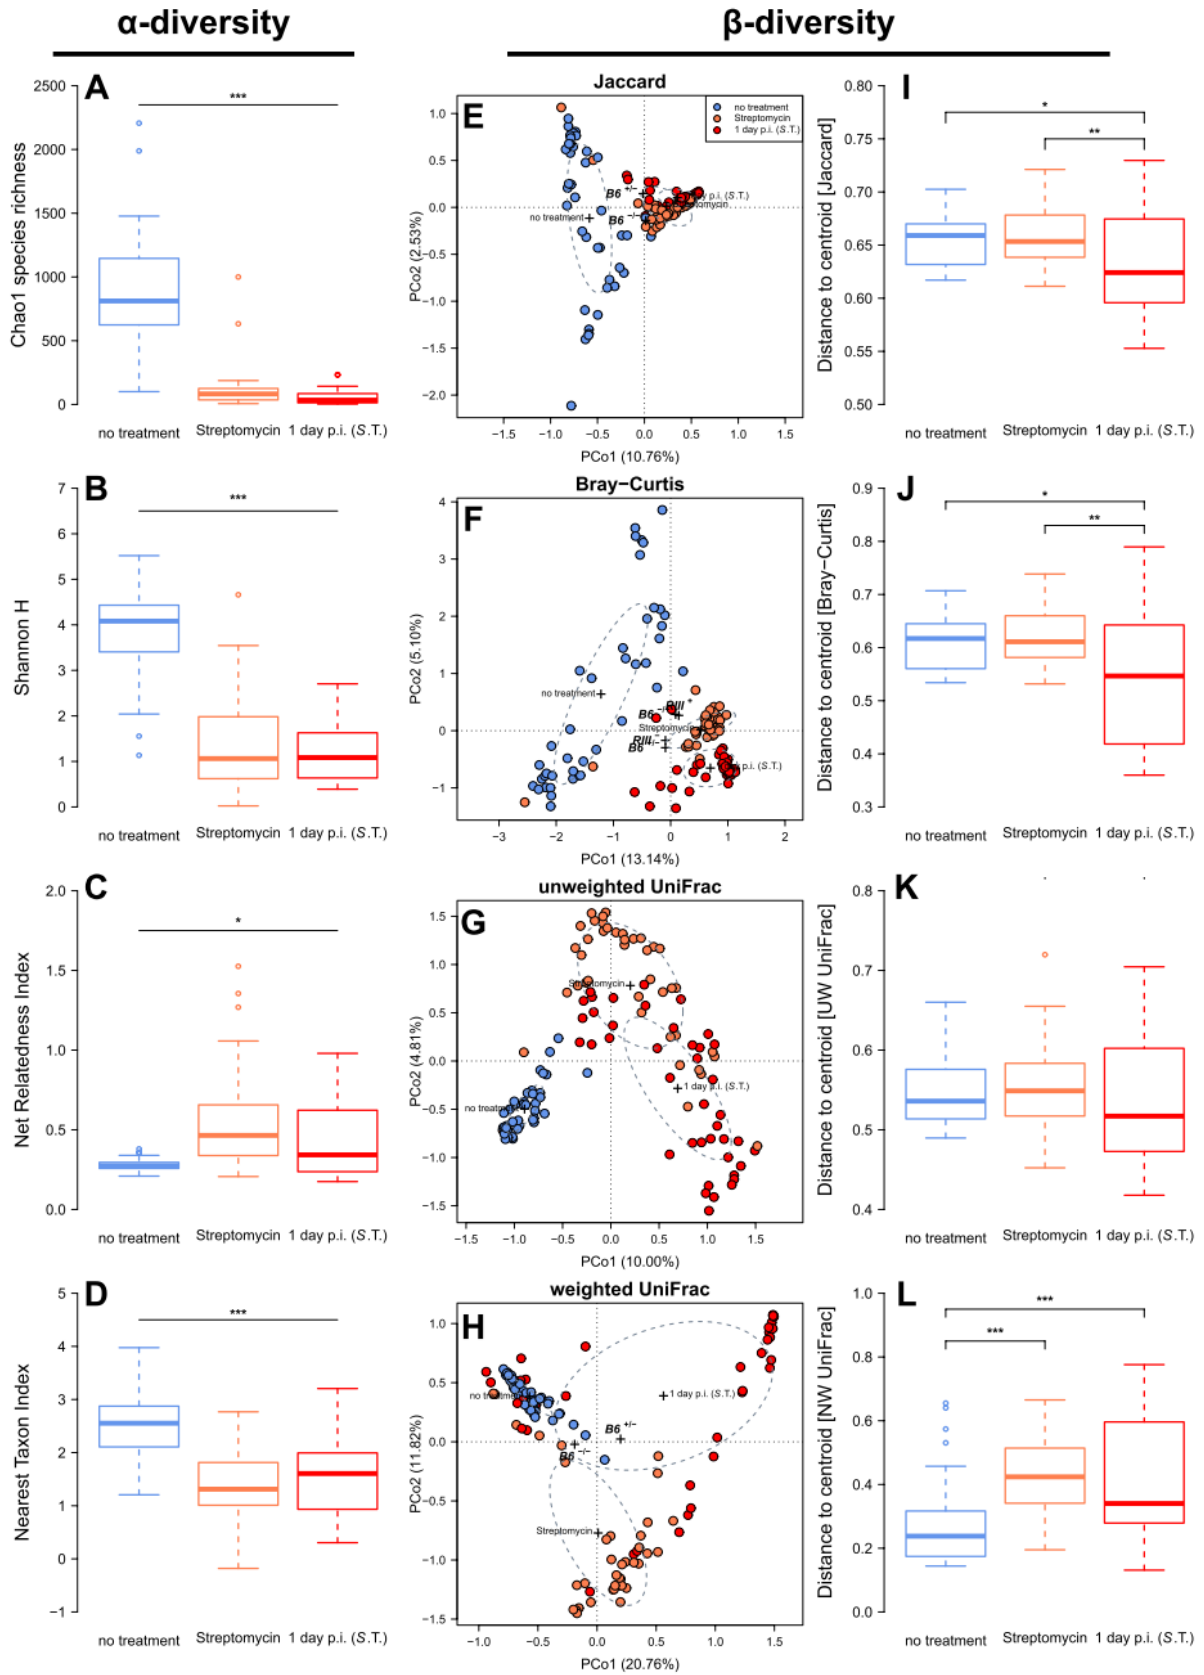 α-diversity
β-diversity
A
Chao1 species richness
2500
2000
1500
1000
500
0
***
no treatment
Streptomycin
1 day p.i. (S.T.)
Jaccard
E
no treatment
Streptomycin
1 day p.i. (S.T.)
B6 +/−
no treatment
B6 −/−
PCo2 (2.53%)
1.0
0.5
0.0
−0.5
−1.0
−1.5
−2.0
−1.5 −1.0 −0.5 0.0 0.5 1.0 1.5
PCo1 (10.76%)
I
Distance to centroid [Jaccard]
0.80
0.75
0.70
0.65
0.60
0.55
0.50
*
**
no treatment
Streptomycin
1 day p.i. (S.T.)
B
Shannon H
7
6
5
4
3
2
1
0
***
no treatment
Streptomycin
1 day p.i. (S.T.)
Bray−Curtis
F
no treatment
Streptomycin
p.i. (S.T.)
PCo2 (5.10%)
4
3
2
1
0
−1
−3 −2 −1 0 1 2
PCo1 (13.14%)
J
Distance to centroid [Bray−Curtis]
0.9
0.8
0.7
0.6
0.5
0.4
0.3
*
**
no treatment
Streptomycin
1 day p.i. (S.T.)
C
Net Relatedness Index
2.0
1.5
1.0
0.5
0.0
*
no treatment
Streptomycin
1 day p.i. (S.T.)
unweighted UniFrac
G
Streptomycin
1 day p.i. (S.T.)
no treatment
PCo2 (4.81%)
1.5
1.0
0.5
0.0
−0.5
−1.0
−1.5
−1.5 −1.0 −0.5 0.0 0.5 1.0 1.5
PCo1 (10.00%)
K
Distance to centroid [UW UniFrac]
0.8
0.7
0.6
0.5
0.4
no treatment
Streptomycin
1 day p.i. (S.T.)
D
Nearest Taxon Index
5
4
3
2
1
0
−1
***
no treatment
Streptomycin
1 day p.i. (S.T.)
weighted UniFrac
H
no treatment
1 day p.i. (S.T.)
B6 +/−
B6 −/−
Streptomycin
PCo2 (11.82%)
1.0
0.5
0.0
−0.5
−1.0
−1.5
−1.0 −0.5 0.0 0.5 1.0 1.5
PCo1 (20.76%)
L
Distance to centroid [NW UniFrac]
1.0
0.8
0.6
0.4
0.2
0.0
***
***
no treatment
Streptomycin
1 day p.i. (S.T.)